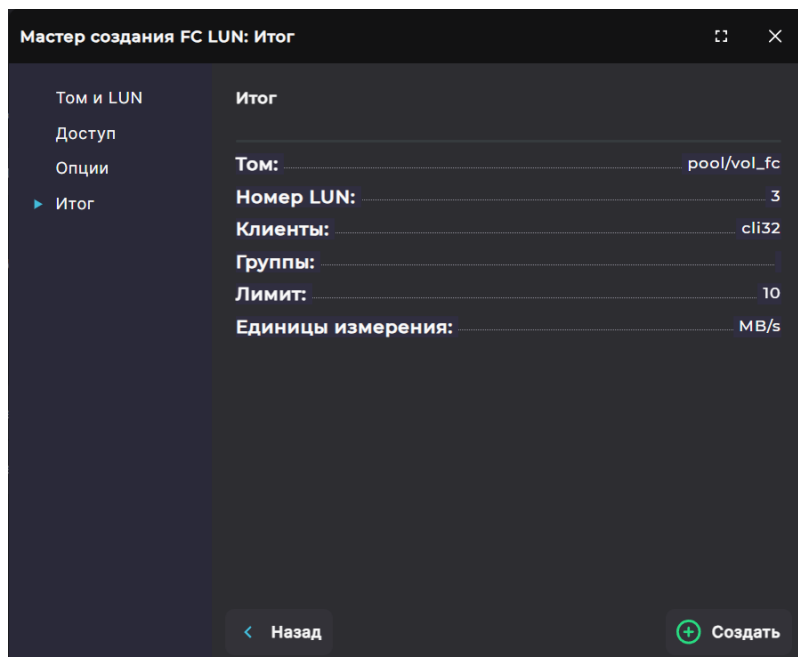 Мастер создания FC LUN: Итог
Том и LUN
Доступ
Опции
Итог
Итог
Том: pool/vol_fc
Номер LUN: 3
Клиенты: cli32
Группы:
Лимит: 10
Единицы измерения: MB/s
Назад
Создать